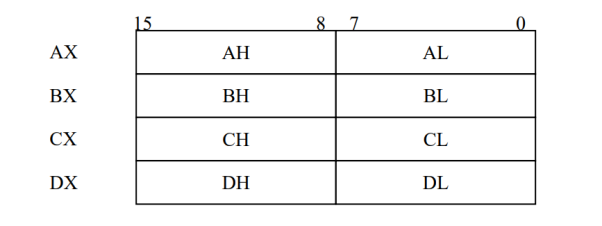 15 8 7 0
AX AH AL
BX BH BL
CX CH CL
DX DH DL